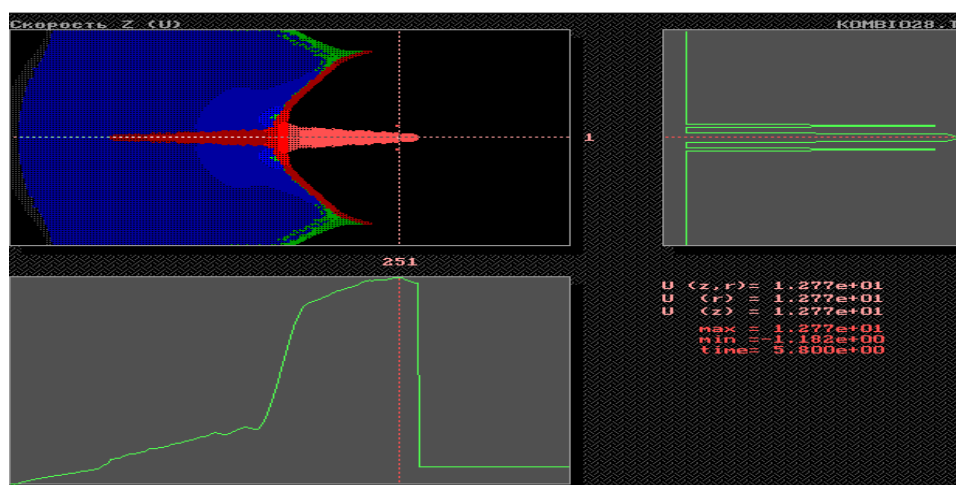 Скорость Z (U)
KOMBIO28.T
1
251
U (z,r)= 1.277e+01
U (r) = 1.277e+01
U (z) = 1.277e+01
max = 1.277e+01
min =-1.182e+00
time= 5.800e+00